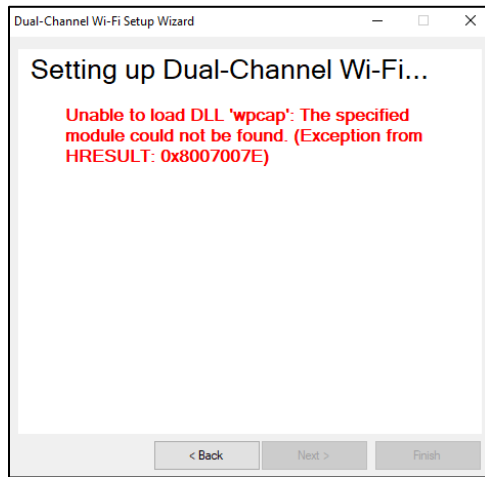 Dual-Channel Wi-Fi Setup Wizard
Setting up Dual-Channel Wi-Fi...
Unable to load DLL 'wpcap': The specified
module could not be found. (Exception from
HRESULT: 0x8007007E)
< Back
Next >
Finish